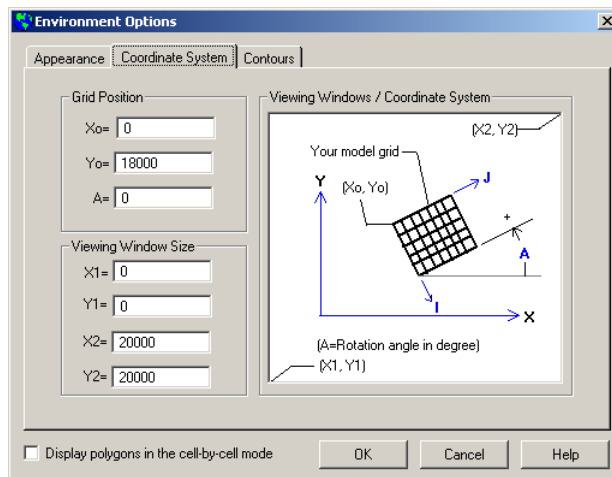 Environment Options
Appearance Coordinate System Contours
Grid Position
Xo= 0
Yo= 18000
A= 0
Viewing Window Size
X1= 0
Y1= 0
X2= 20000
Y2= 20000
Viewing Windows / Coordinate System
(X2, Y2)
Your model grid
Y
(Xo, Yo)
J
+
A
I
X
(A=Rotation angle in degree)
(X1, Y1)
Display polygons in the cell-by-cell mode
OK Cancel Help